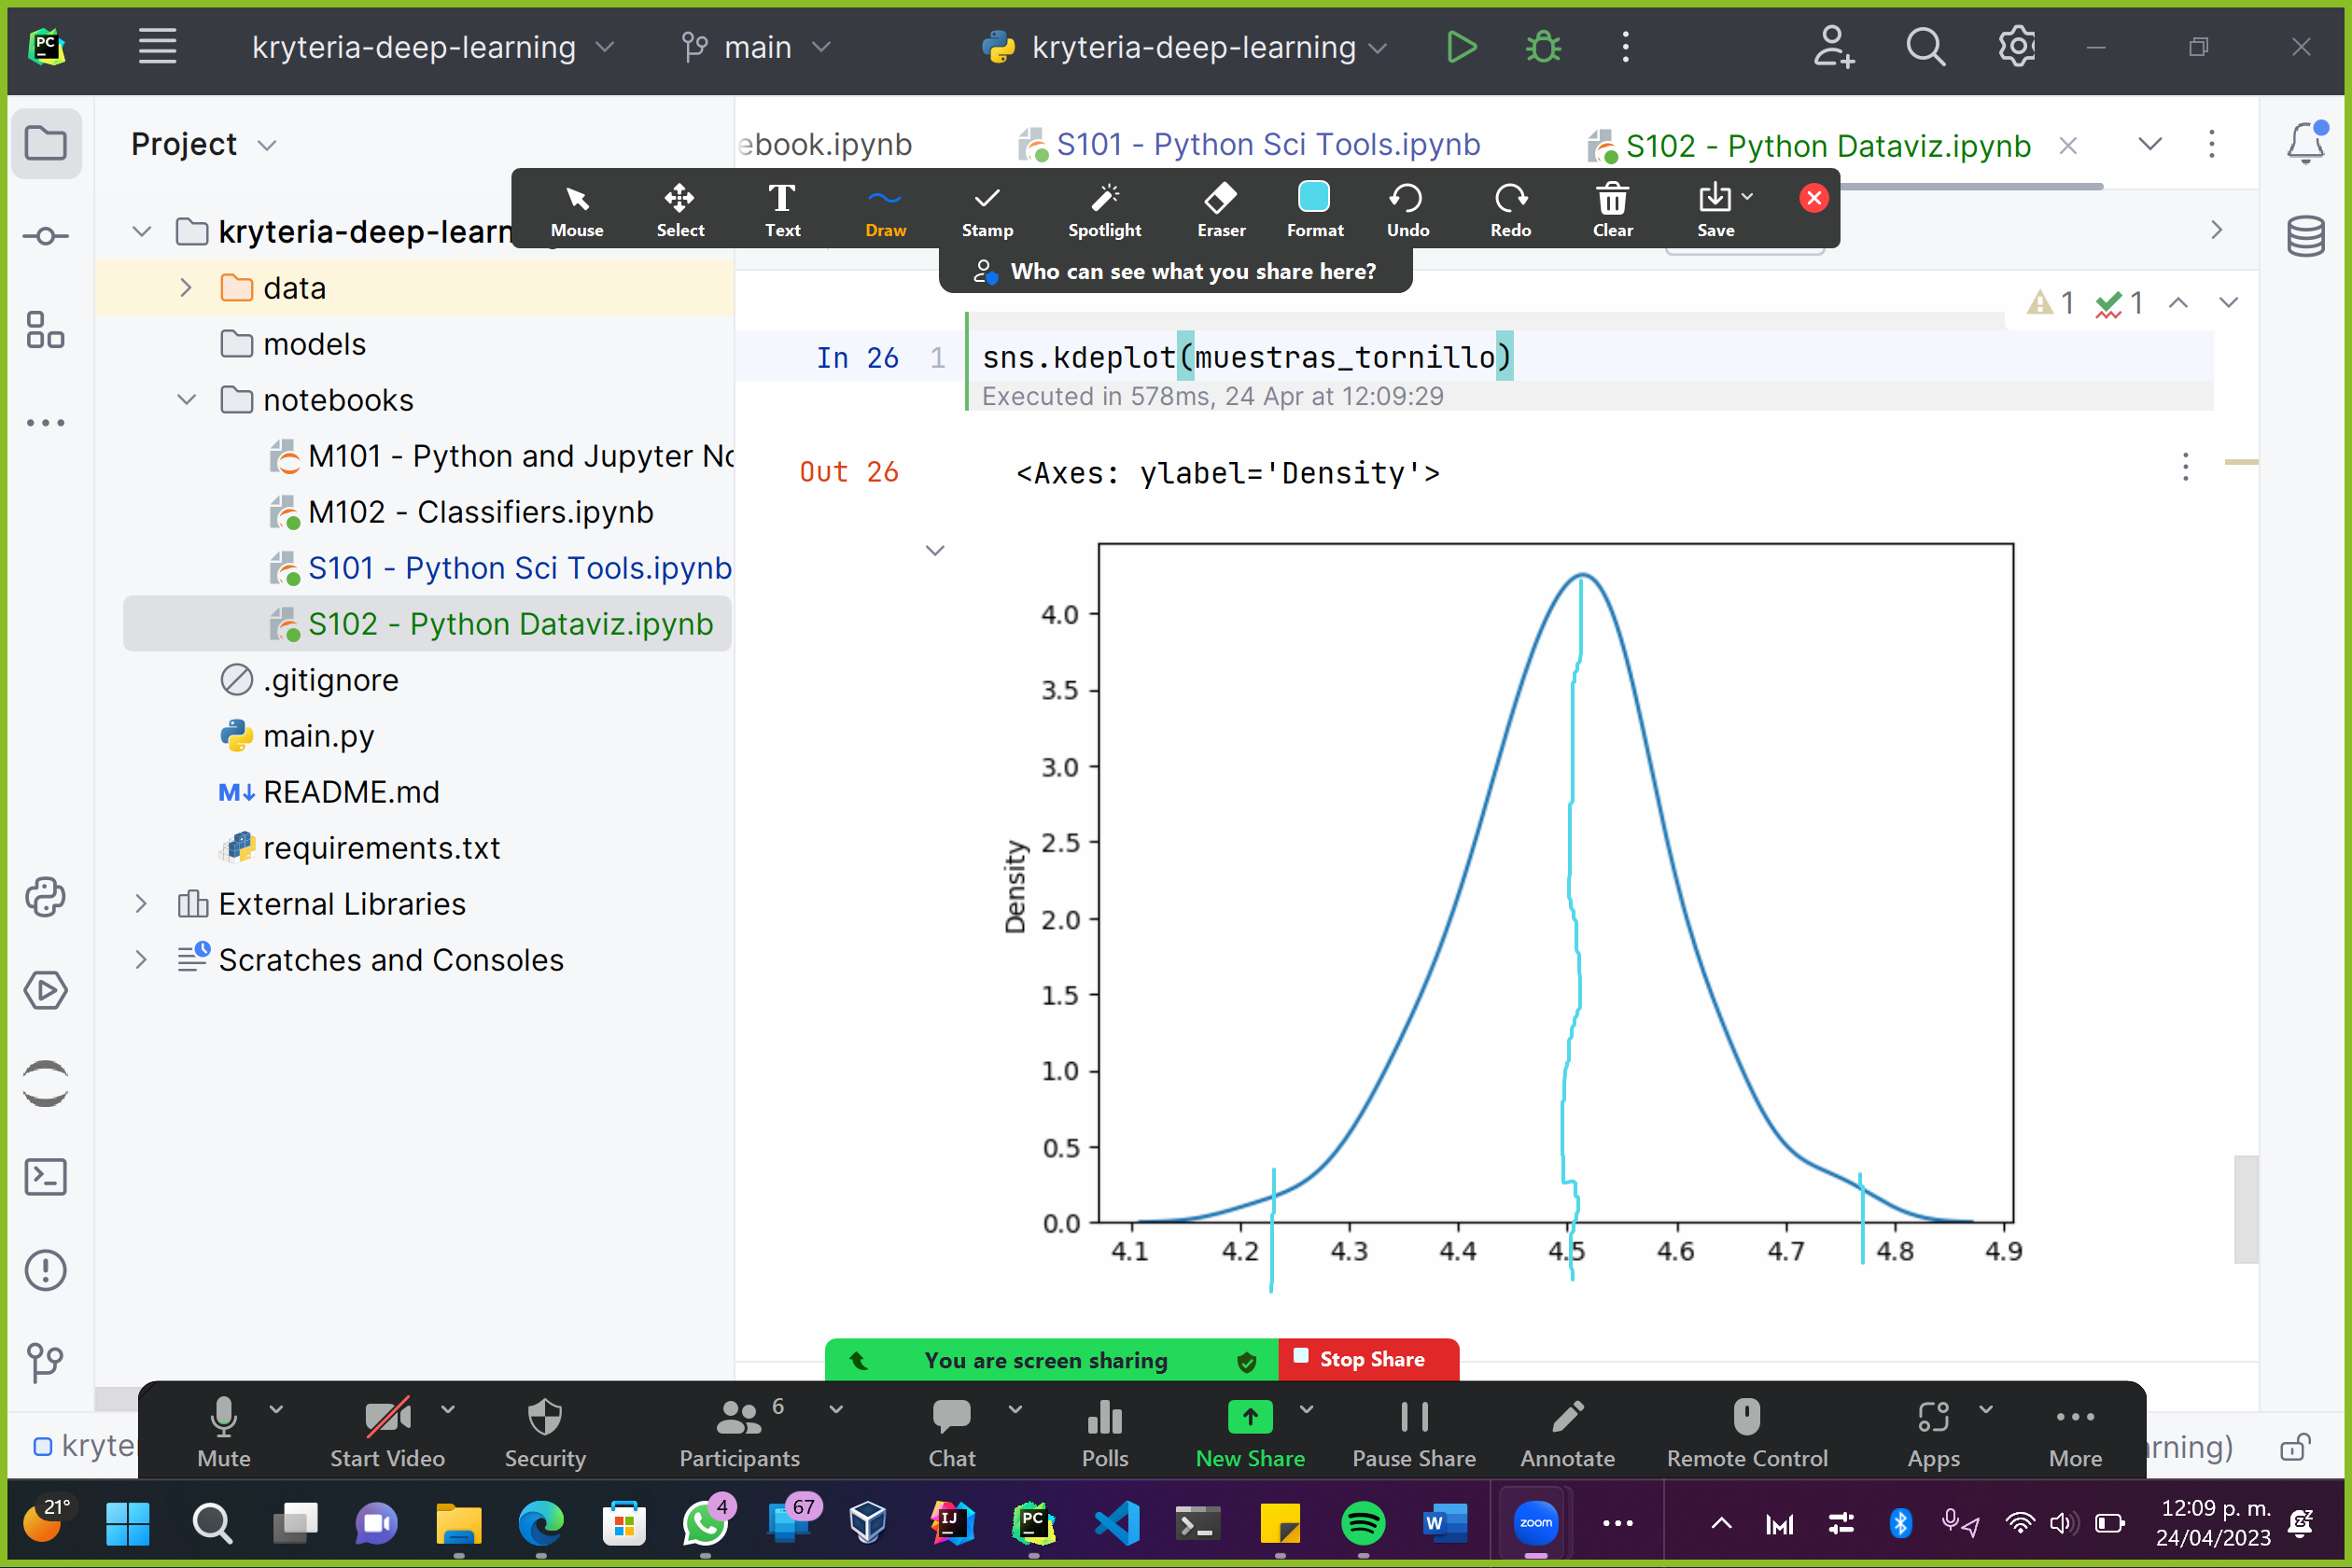 PC
kryteria-deep-learning
main
kryteria-deep-learning
Project
ebook.ipynb
S101 - Python Sci Tools.ipynb
S102 - Python Dataviz.ipynb
Mouse
Select
Text
Draw
Stamp
Spotlight
Eraser
Format
Undo
Redo
Clear
Save
Who can see what you share here?
kryteria-deep-learn
data
models
notebooks
M101 - Python and Jupyter No
M102 - Classifiers.ipynb
S101 - Python Sci Tools.ipynb
S102 - Python Dataviz.ipynb
.gitignore
main.py
M↓ README.md
requirements.txt
External Libraries
Scratches and Consoles
1
1
In 26
1
sns.kdeplot(muestras_tornillo)
Executed in 578ms, 24 Apr at 12:09:29
Out 26
<Axes: ylabel='Density'>
4.0
3.5
3.0
2.5
2.0
1.5
1.0
0.5
0.0
Density
4.1
4.2
4.3
4.4
4.5
4.6
4.7
4.8
4.9
You are screen sharing
Stop Share
kryte
rning)
Mute
Start Video
Security
Participants
6
Chat
Polls
New Share
Pause Share
Annotate
Remote Control
Apps
More
21°
4
67
IJ
PC
W
zoom
12:09 p. m.
24/04/2023